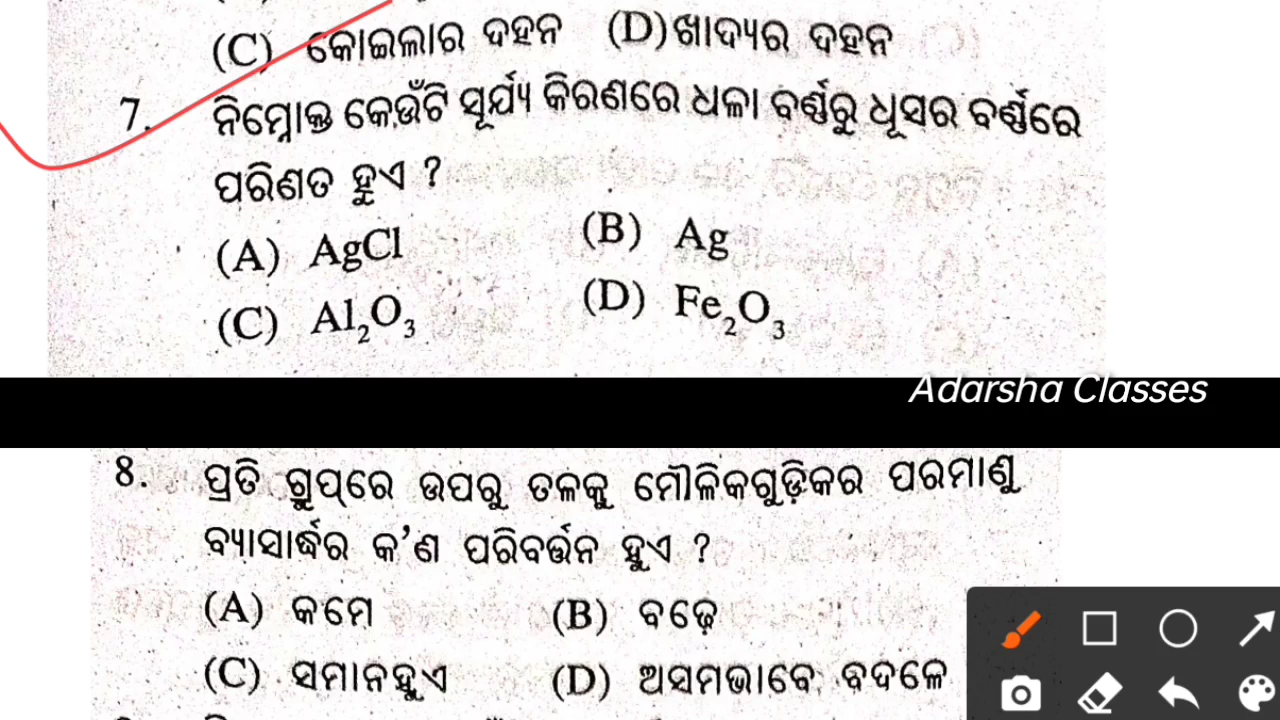 (C) କୋଇଲାର ଦହନ (D) ଖାଦ୍ୟର ଦହନ
7. ନିମ୍ନୋକ୍ତ କେଉଁଟି ସୂର୍ଯ୍ୟ କିରଣରେ ଧଳା ବର୍ଣ୍ଣରୁ ଧୂସର ବର୍ଣ୍ଣରେ
ପରିଣତ ହୁଏ ?
(A) AgCl (B) Ag
(C) Al₂O₃ (D) Fe₂O₃
Adarsha Classes
8. ପ୍ରତି ଗ୍ରୁପ୍‌ରେ ଉପରୁ ତଳକୁ ମୌଳିକଗୁଡ଼ିକର ପରମାଣୁ
ବ୍ୟାସାର୍ଦ୍ଧର କ'ଣ ପରିବର୍ତ୍ତନ ହୁଏ ?
(A) କମେ (B) ବଢ଼େ
(C) ସମାନହୁଏ (D) ଅସମଭାବେ ବଦଳେ